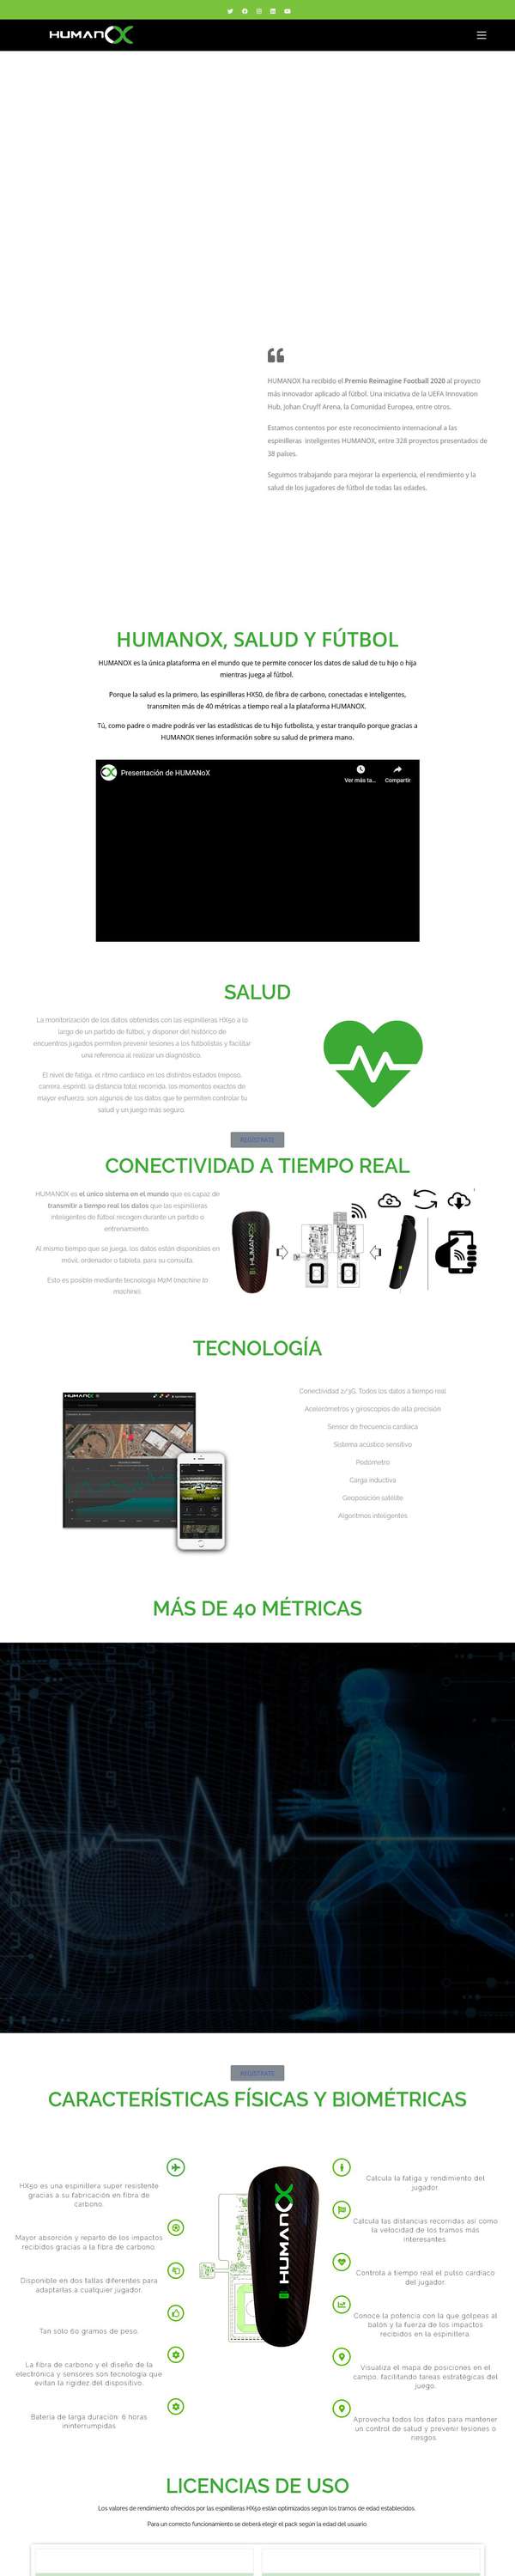 HUMANOX
HUMANOX ha recibido el Premio Reimagine Football 2020 al proyecto
más innovador aplicado al fútbol. Una iniciativa de la UEFA Innovation
Hub, Johan Cruyff Arena, la Comunidad Europea, entre otros.
Estamos contentos por este reconocimiento internacional a las
espinilleras inteligentes HUMANOX, entre 328 proyectos presentados de
38 países.
Seguimos trabajando para mejorar la experiencia, el rendimiento y la
salud de los jugadores de fútbol de todas las edades.
HUMANOX, SALUD Y FÚTBOL
HUMANOX es la única plataforma en el mundo que te permite conocer los datos de salud de tu hijo o hija
mientras juega al fútbol.
Porque la salud es la primero, las espinilleras HX50, de fibra de carbono, conectadas e inteligentes,
transmiten más de 40 métricas a tiempo real a la plataforma HUMANOX.
Tú, como padre o madre podrás ver las estadísticas de tu hijo futbolista, y estar tranquilo porque gracias a
HUMANOX tienes información sobre su salud de primera mano.
Presentación de HUMANoX
Ver más ta...
Compartir
SALUD
La monitorización de los datos obtenidos con las espinilleras HX50 a lo
largo de un partido de fútbol, y disponer del histórico de
encuentros jugados permiten prevenir lesiones a los futbolistas y facilitar
una referencia al realizar un diagnóstico.
El nivel de fatiga, el ritmo cardíaco en los distintos estados (reposo,
carrera, esprint), la distancia total recorrida, los momentos exactos de
mayor esfuerzo, son algunos de los datos que te permiten controlar tu
salud y un juego más seguro.
REGÍSTRATE
CONECTIVIDAD A TIEMPO REAL
HUMANOX es el único sistema en el mundo que es capaz de
transmitir a tiempo real los datos que las espinilleras
inteligentes de fútbol recogen durante un partido o
entrenamiento.
Al mismo tiempo que se juega, los datos están disponibles en
móvil, ordenador o tableta, para su consulta.
Esto es posible mediante tecnología M2M (machine to
machine).
HUMANOX
TECNOLOGÍA
HUMANOX
Conectividad 2/3G. Todos los datos a tiempo real
Acelerómetros y giroscopios de alta precisión
Sensor de frecuencia cardíaca
Sistema acústico-sensitivo
Podómetro
Carga inductiva
Geoposición satélite
Algoritmos inteligentes
MÁS DE 40 MÉTRICAS
REGÍSTRATE
CARACTERÍSTICAS FÍSICAS Y BIOMÉTRICAS
HX50 es una espinillera super resistente
gracias a su fabricación en fibra de
carbono.
Mayor absorción y reparto de los impactos
recibidos gracias a la fibra de carbono.
Disponible en dos tallas diferentes para
adaptarlas a cualquier jugador.
Tan sólo 60 gramos de peso.
La fibra de carbono y el diseño de la
electrónica y sensores son tecnología que
evitan la rigidez del dispositivo.
Batería de larga duración: 6 horas
ininterrumpidas.
HUMANOX
Calcula la fatiga y rendimiento del
jugador.
Calcula las distancias recorridas así como
la velocidad de los tramos más
interesantes.
Controla a tiempo real el pulso cardíaco
del jugador.
Conoce la potencia con la que golpeas al
balón y la fuerza de los impactos
recibidos en la espinillera.
Visualiza el mapa de posiciones en el
campo, facilitando tareas estratégicas del
juego.
Aprovecha todos los datos para mantener
un control de salud y prevenir lesiones o
riesgos.
LICENCIAS DE USO
Los valores de rendimiento ofrecidos por las espinilleras HX50 están optimizados según los tramos de edad establecidos.
Para un correcto funcionamiento se deberá elegir el pack según la edad del usuario